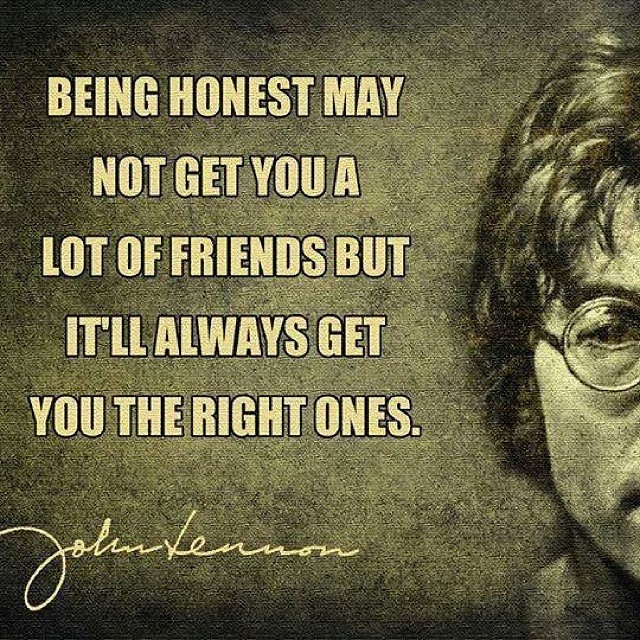 BEING HONEST MAY
NOT GET YOU A
LOT OF FRIENDS BUT
IT'LL ALWAYS GET
YOU THE RIGHT ONES.
John Lennon